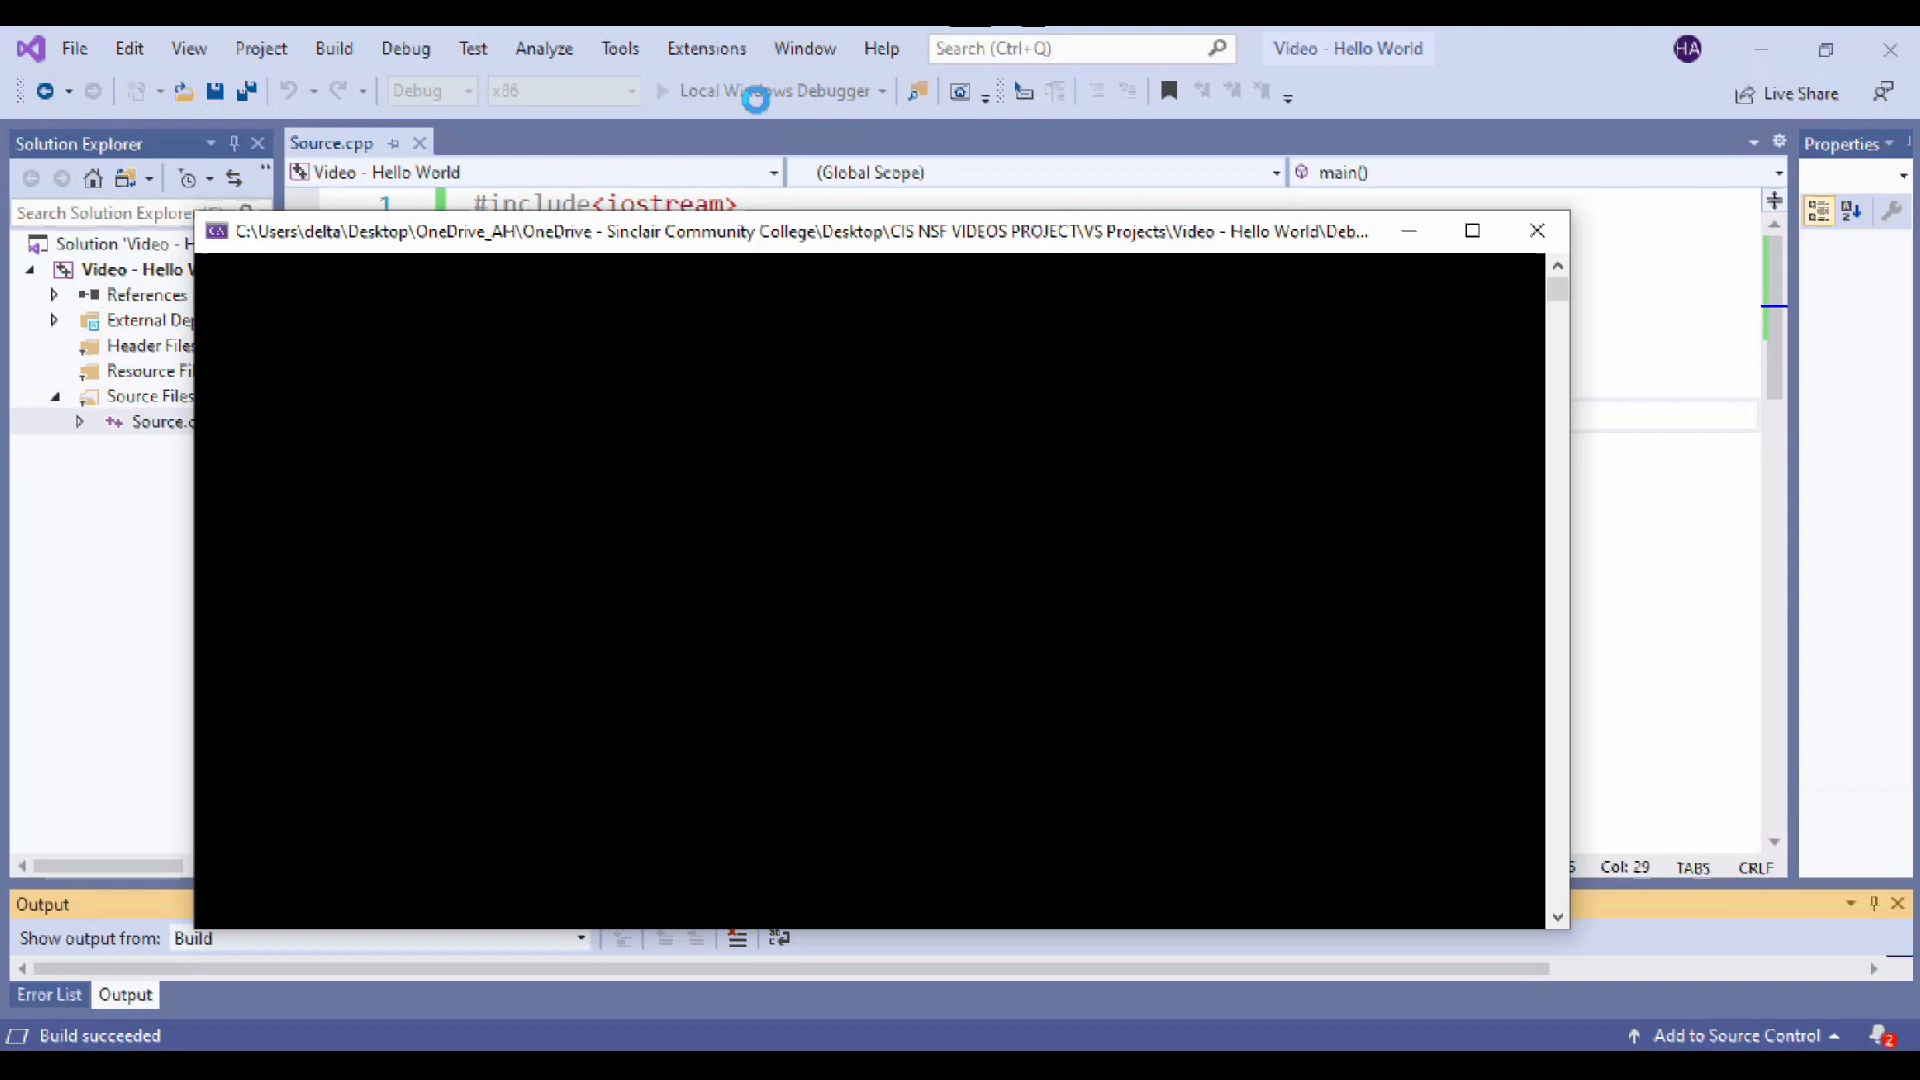 File Edit View Project Build Debug Test Analyze Tools Extensions Window Help Search (Ctrl+Q) Video - Hello World HA
Debug x86 Local Windows Debugger Live Share
Solution Explorer Source.cpp Properties
Video - Hello World (Global Scope) main()
1 #include<iostream>
Search Solution Explorer
C:\Users\delta\Desktop\OneDrive_AH\OneDrive - Sinclair Community College\Desktop\CIS NSF VIDEOS PROJECT\VS Projects\Video - Hello World\Deb...
Solution 'Video - H
Video - Hello W
References
External Dep
Header Files
Resource Fi
Source Files
Source.c
Col: 29 TABS CRLF
Output
Show output from: Build
Error List Output
Build succeeded Add to Source Control 2